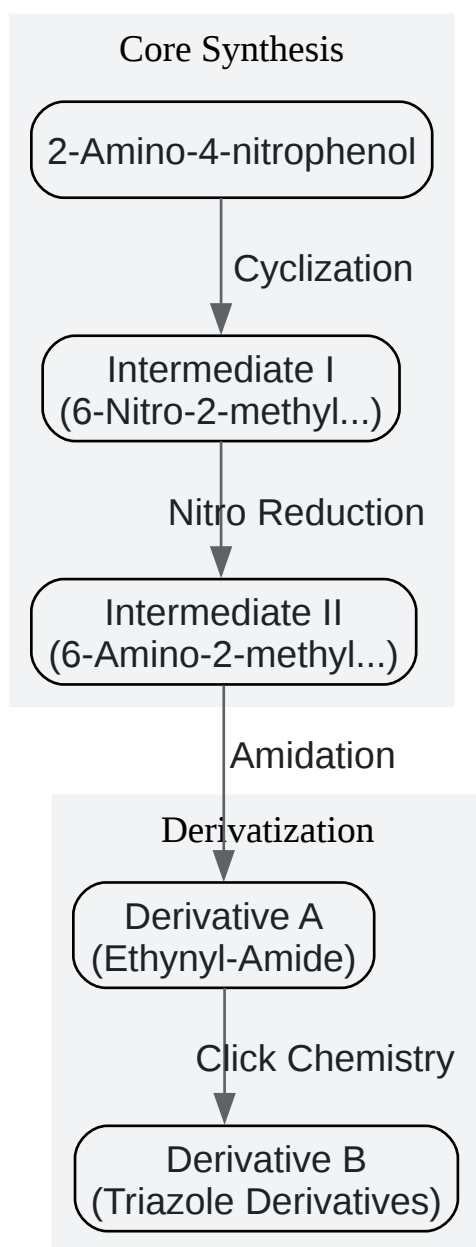 Core Synthesis
2-Amino-4-nitrophenol
Cyclization
Intermediate I
(6-Nitro-2-methyl...)
Nitro Reduction
Intermediate II
(6-Amino-2-methyl...)
Amidation
Derivatization
Derivative A
(Ethynyl-Amide)
Click Chemistry
Derivative B
(Triazole Derivatives)